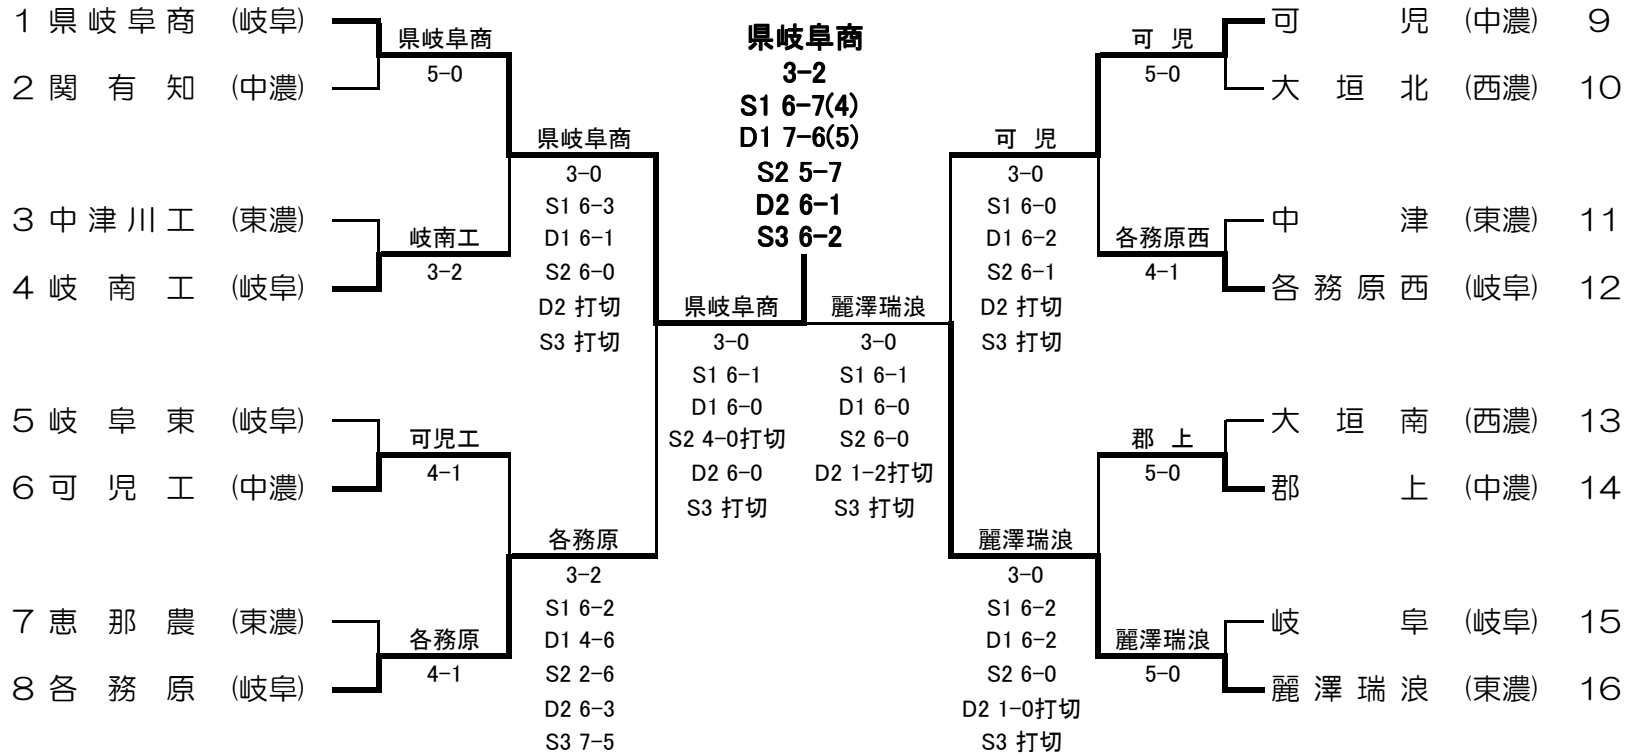 1 県岐阜商 (岐阜)
2 関有知 (中濃)
3 中津川工 (東濃)
4 岐南工 (岐阜)
5 岐阜東 (岐阜)
6 可児工 (中濃)
7 恵那農 (東濃)
8 各務原 (岐阜)
県岐阜商
5-0
岐南工
3-2
可児工
4-1
各務原
4-1
県岐阜商
3-0
S1 6-3
D1 6-1
S2 6-0
D2 打切
S3 打切
各務原
3-2
S1 6-2
D1 4-6
S2 2-6
D2 6-3
S3 7-5
県岐阜商
3-0
S1 6-1
D1 6-0
S2 4-0打切
D2 6-0
S3 打切
県岐阜商
3-2
S1 6-7(4)
D1 7-6(5)
S2 5-7
D2 6-1
S3 6-2
麗澤瑞浪
3-0
S1 6-1
D1 6-0
S2 6-0
D2 1-2打切
S3 打切
可児
3-0
S1 6-0
D1 6-2
S2 6-1
D2 打切
S3 打切
麗澤瑞浪
3-0
S1 6-2
D1 6-2
S2 6-0
D2 1-0打切
S3 打切
可児
5-0
各務原西
4-1
郡上
5-0
麗澤瑞浪
5-0
可児 (中濃) 9
大垣北 (西濃) 10
中津 (東濃) 11
各務原西 (岐阜) 12
大垣南 (西濃) 13
郡上 (中濃) 14
岐阜 (岐阜) 15
麗澤瑞浪 (東濃) 16